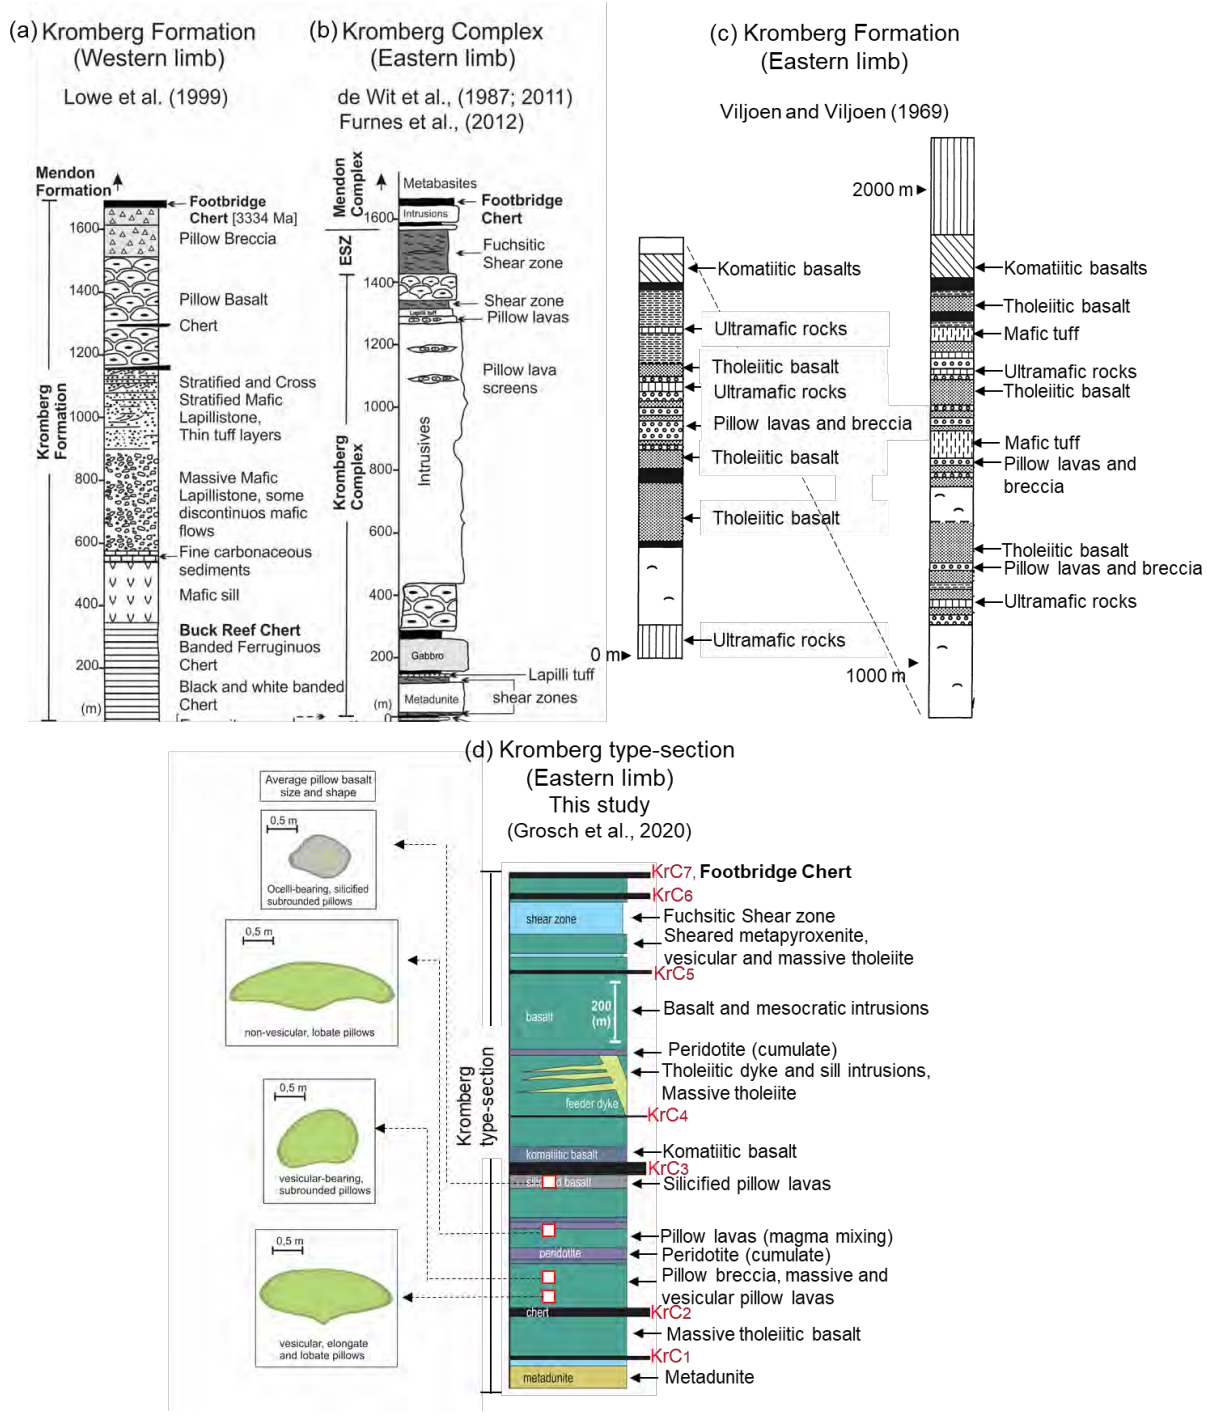 (a) Kromberg Formation
(Western limb)
Lowe et al. (1999)
Mendon
Formation
Kromberg
Formation
1600
1200
1000
800
600
400
200
(m)
Footbridge
Chert [3334 Ma]
Pillow Breccia
Pillow Basalt
Chert
Stratified and Cross
Stratified Mafic
Lapillistone,
Thin tuff layers
Massive Mafic
Lapillistone, some
discontinuos mafic
flows
Fine carbonaceous
sediments
Mafic sill
Buck Reef Chert
Banded Ferruginuos
Chert
Black and white banded
Chert
(b) Kromberg Complex
(Eastern limb)
de Wit et al., (1987; 2011)
Furnes et al., (2012)
Mendon
Complex
ESZ
Kromberg
Complex
1600
1400
1200
1000
800
600
400
200
(m)
0
Metabasites
Intrusions
Footbridge
Chert
Fuchsitic
Shear zone
Shear zone
Lapilli tuff
Pillow lavas
Pillow lava
screens
Intrusives
Gabbro
Lapilli tuff
shear zones
Metadunite
(c) Kromberg Formation
(Eastern limb)
Viljoen and Viljoen (1969)
Komatiitic basalts
Ultramafic rocks
Tholeiitic basalt
Ultramafic rocks
Pillow lavas and breccia
Tholeiitic basalt
Tholeiitic basalt
Ultramafic rocks
0 m
2000 m
Komatiitic basalts
Tholeiitic basalt
Mafic tuff
Ultramafic rocks
Tholeiitic basalt
Mafic tuff
Pillow lavas and
breccia
Tholeiitic basalt
Pillow lavas and breccia
Ultramafic rocks
1000 m
(d) Kromberg type-section
(Eastern limb)
This study
(Grosch et al., 2020)
Average pillow basalt
size and shape
0,5 m
Ocelli-bearing, silicified
subrounded pillows
0,5 m
non-vesicular, lobate pillows
0,5 m
vesicular-bearing,
subrounded pillows
0,5 m
vesicular, elongate
and lobate pillows
Kromberg
type-section
KrC7, Footbridge Chert
KrC6
shear zone
Fuchsitic Shear zone
Sheared metapyroxenite,
vesicular and massive tholeiite
KrC5
200
(m)
basalt
Basalt and mesocratic intrusions
Peridotite (cumulate)
Tholeiitic dyke and sill intrusions,
Massive tholeiite
feeder dyke
KrC4
komatiitic basalt
Komatiitic basalt
KrC3
basalt
Silicified pillow lavas
Pillow lavas (magma mixing)
peridotite
Peridotite (cumulate)
Pillow breccia, massive and
vesicular pillow lavas
chert
KrC2
Massive tholeiitic basalt
KrC1
metadunite
Metadunite